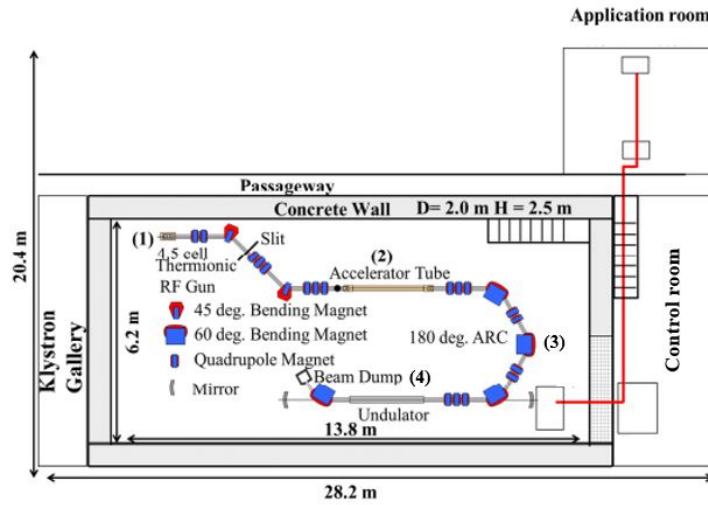 Application room
Passageway
Concrete Wall D= 2.0 m H = 2.5 m
(1)
4.5 cell
Thermionic
RF Gun
Slit
(2)
Accelerator Tube
45 deg. Bending Magnet
60 deg. Bending Magnet
Quadrupole Magnet
Mirror
180 deg. ARC
(3)
Beam Dump (4)
Undulator
20.4 m
Klystron
Gallery
6.2 m
Control room
13.8 m
28.2 m